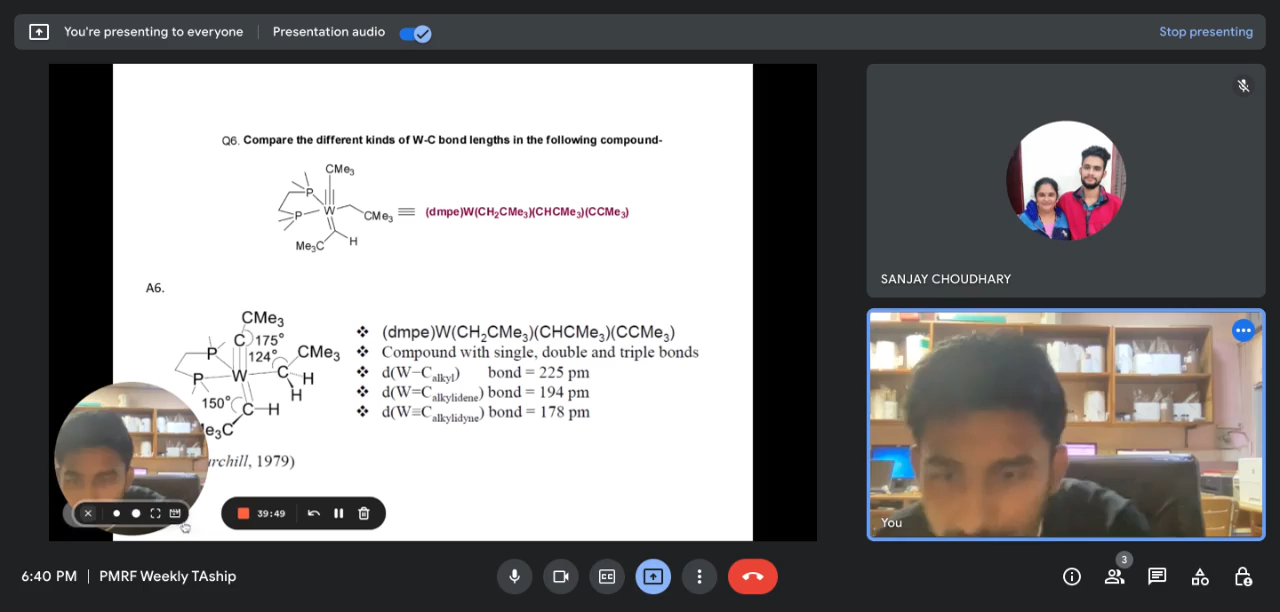 You're presenting to everyone
Presentation audio
Stop presenting
Q6. Compare the different kinds of W-C bond lengths in the following compound-
CMe₃
P
P
W
CMe₃
≡ (dmpe)W(CH₂CMe₃)(CHCMe₃)(CCMe₃)
Me₃C
H
A6.
CMe₃
C 175°
P
124°
CMe₃
P
W
C
H
H
150°
C-H
Me₃C
rchill, 1979)
❖ (dmpe)W(CH₂CMe₃)(CHCMe₃)(CCMe₃)
❖ Compound with single, double and triple bonds
❖ d(W−Calkyl) bond = 225 pm
❖ d(W=Calkylidene) bond = 194 pm
❖ d(W≡Calkylidyne) bond = 178 pm
39:49
SANJAY CHOUDHARY
You
6:40 PM | PMRF Weekly TAship
CC
3